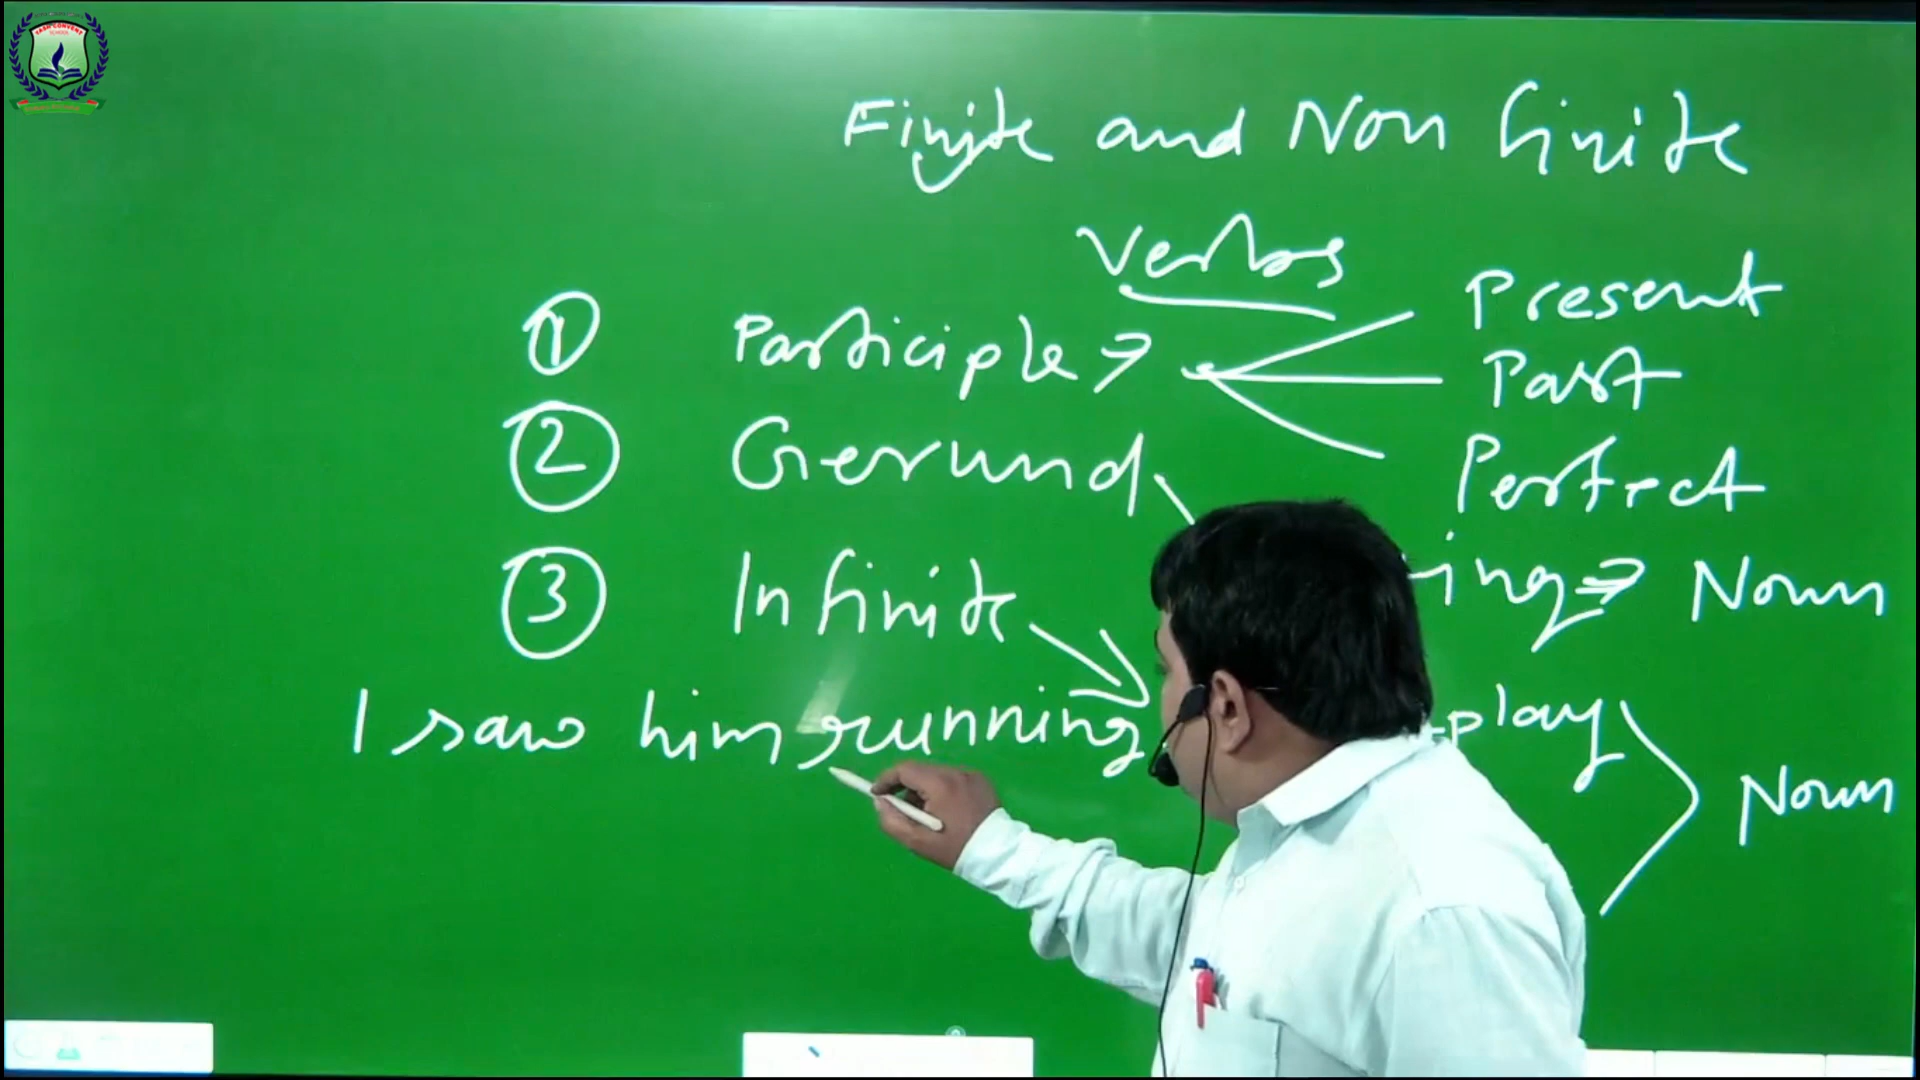 Finite and Non finite
Verbs
① Participle → Present
Past
Perfect
② Gerund
ing → Noun
③ Infinite
play
Noun
I saw him running